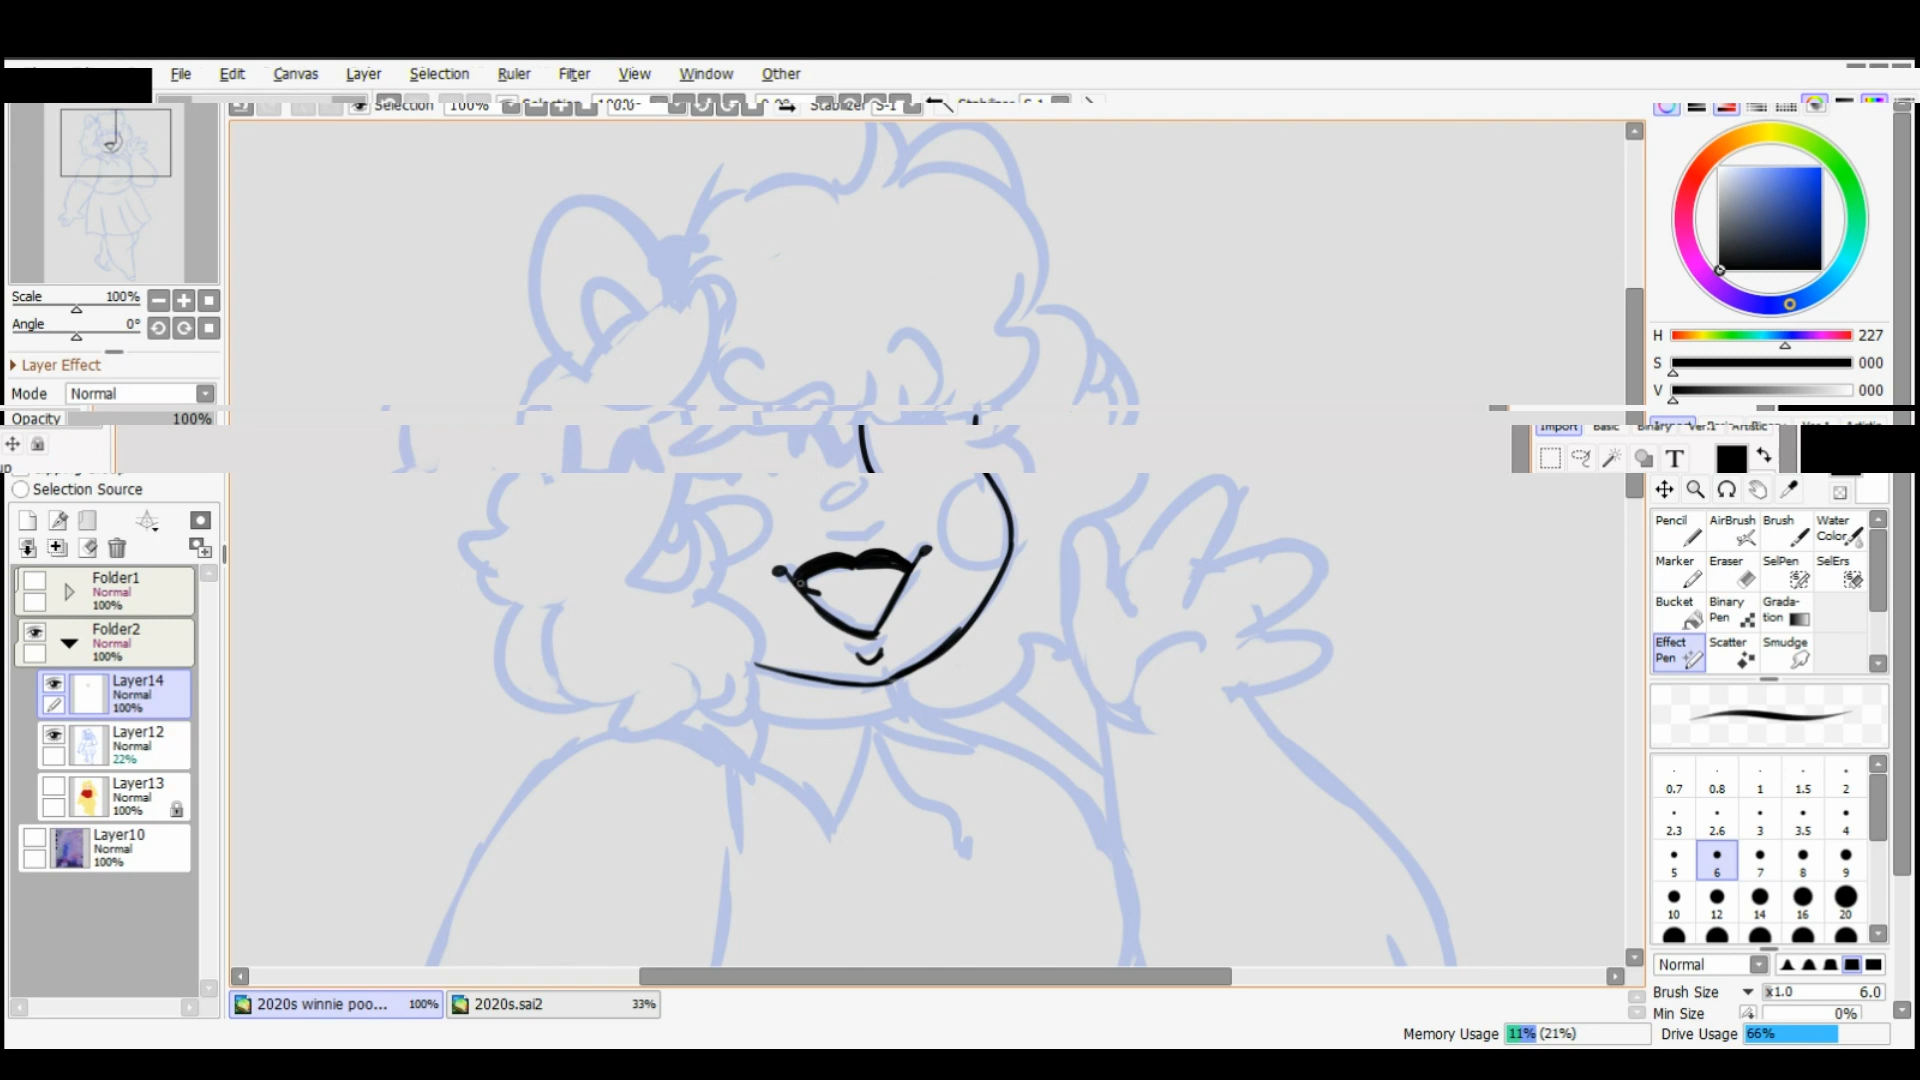 File Edit Canvas Layer Selection Ruler Filter View Window Other
Selection 100%
Scale 100%
Angle 0°
Layer Effect
Mode Normal
Opacity 100%
Selection Source
Folder1
Normal
100%
Folder2
Normal
100%
Layer14
Normal
100%
Layer12
Normal
22%
Layer13
Normal
100%
Layer10
Normal
100%
H 227
S 000
V 000
Import Basic Binary
T
Pencil AirBrush Brush Water Color
Marker Eraser SelPen SelErs
Bucket Binary Pen Grada-tion
Effect Pen Scatter Smudge
0.7 0.8 1 1.5 2
2.3 2.6 3 3.5 4
5 6 7 8 9
10 12 14 16 20
Normal
Brush Size x1.0 6.0
Min Size 0%
2020s winnie poo... 100% 2020s.sai2 33%
Memory Usage 11% (21%) Drive Usage 66%